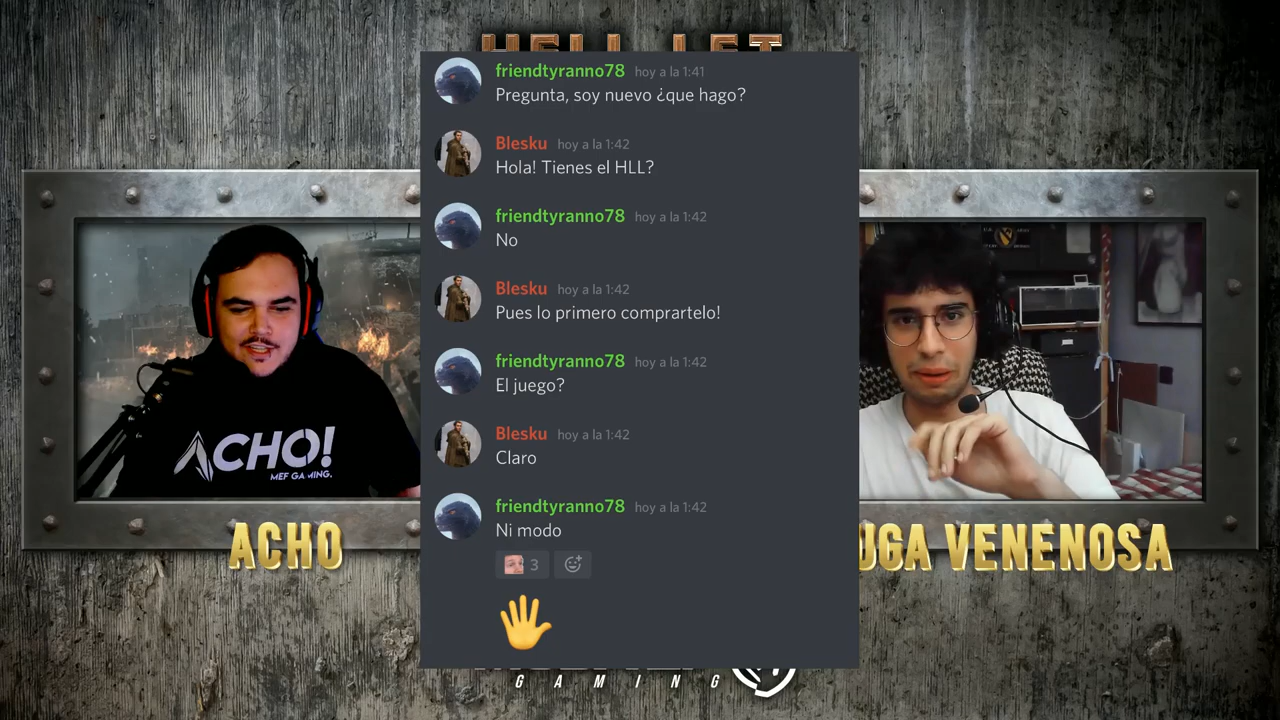 HELL LET
friendtyranno78 hoy a la 1:41
Pregunta, soy nuevo ¿que hago?
Blesku hoy a la 1:42
Hola! Tienes el HLL?
friendtyranno78 hoy a la 1:42
No
Blesku hoy a la 1:42
Pues lo primero comprartelo!
friendtyranno78 hoy a la 1:42
El juego?
Blesku hoy a la 1:42
Claro
friendtyranno78 hoy a la 1:42
Ni modo
3
ACHO!
MEF GAMING.
ACHO
UGA VENENOSA
GAMING